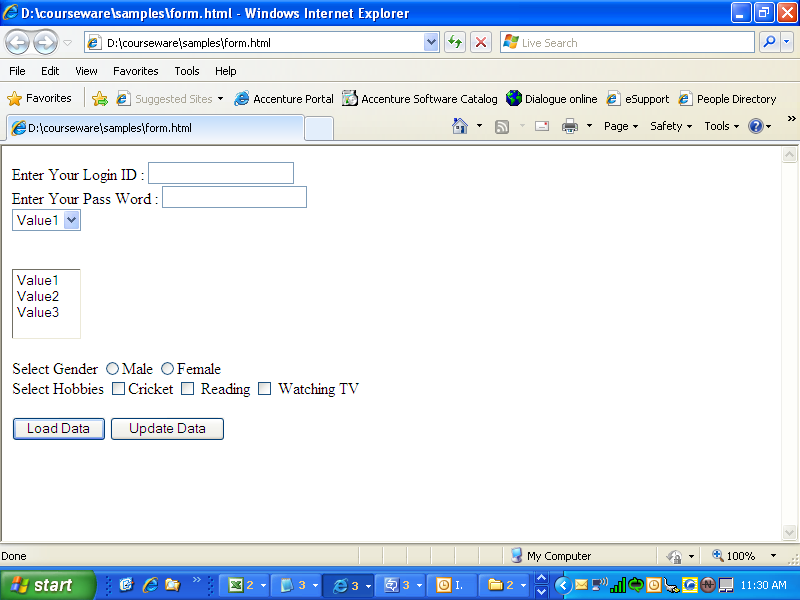 D:\courseware\samples\form.html - Windows Internet Explorer
D:\courseware\samples\form.html
Live Search
File Edit View Favorites Tools Help
Favorites Suggested Sites Accenture Portal Accenture Software Catalog Dialogue online eSupport People Directory
D:\courseware\samples\form.html Page Safety Tools
Enter Your Login ID :
Enter Your Pass Word :
Value1
Value1
Value2
Value3
Select Gender Male Female
Select Hobbies Cricket Reading Watching TV
Load Data Update Data
Done My Computer 100%
start 2 3 3 3 I. 2 11:30 AM